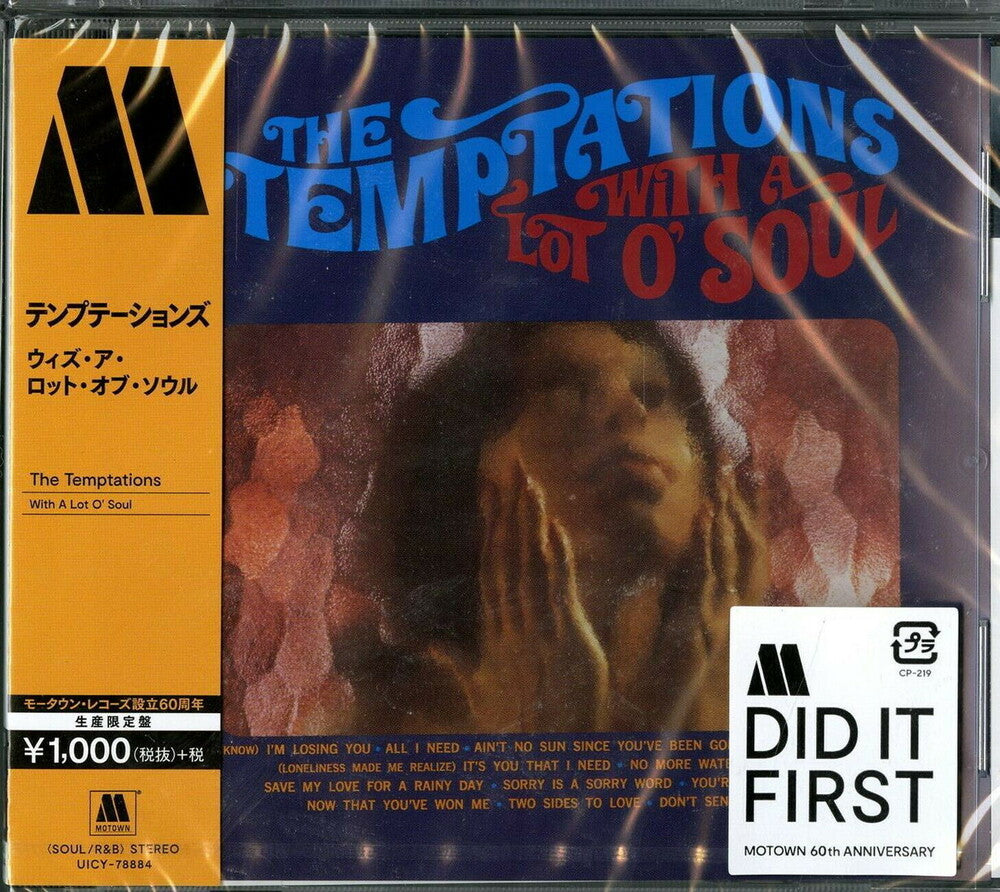 テンプテーションズ
ウィズ・ア・
ロット・オブ・ソウル
The Temptations
With A Lot O' Soul
モータウン・レコーズ設立60周年
生産限定盤
¥1,000(税抜)+税
MOTOWN
〈SOUL/R&B〉 STEREO
UICY-78884
THE
TEMPTATIONS
WITH A
LOT O' SOUL
KNOW) I'M LOSING YOU • ALL I NEED • AIN'T NO SUN SINCE YOU'VE BEEN GO
(LONELINESS MADE ME REALIZE) IT'S YOU THAT I NEED • NO MORE WATE
SAVE MY LOVE FOR A RAINY DAY • SORRY IS A SORRY WORD • YOU'R
NOW THAT YOU'VE WON ME • TWO SIDES TO LOVE • DON'T SEN
プラ
CP-219
DID IT
FIRST
MOTOWN 60th ANNIVERSARY